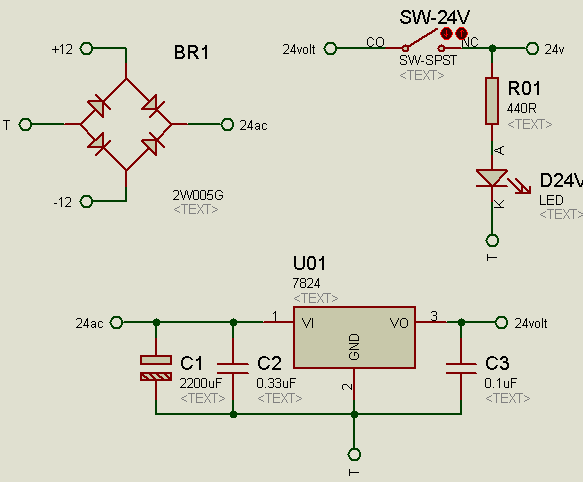 SW-24V
+12
BR1
24volt
CO
NC
24v
SW-SPST
<TEXT>
R01
440R
<TEXT>
T
24ac
A
-12
2W005G
<TEXT>
D24V
LED
<TEXT>
K
T
U01
7824
<TEXT>
24ac
1
VI
VO
3
24volt
GND
C1
2200uF
<TEXT>
C2
0.33uF
<TEXT>
C3
0.1uF
<TEXT>
2
T